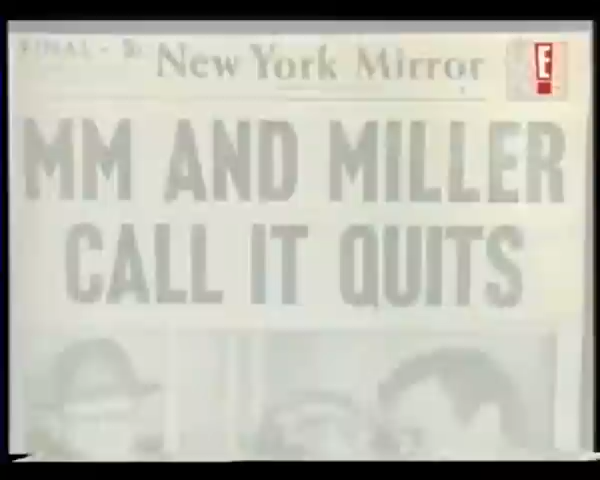 FINAL
New York Mirror
E!
MM AND MILLER
CALL IT QUITS